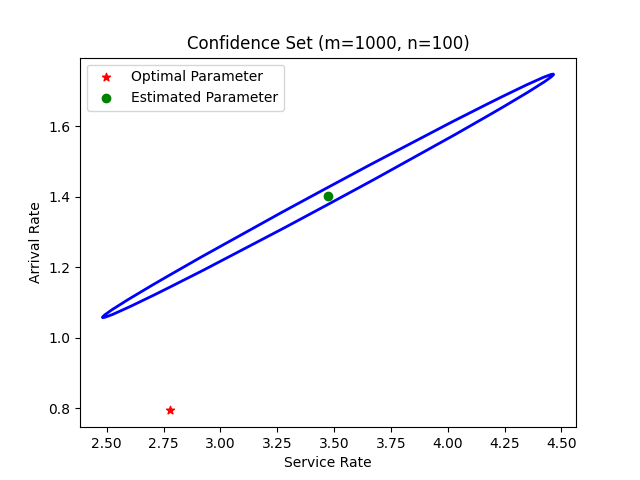 Confidence Set (m=1000, n=100)
Optimal Parameter
Estimated Parameter
Arrival Rate
1.6
1.4
1.2
1.0
0.8
2.50 2.75 3.00 3.25 3.50 3.75 4.00 4.25 4.50
Service Rate